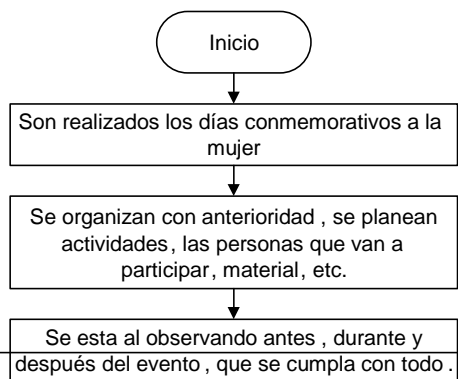 Inicio
Son realizados los días conmemorativos a la
mujer
Se organizan con anterioridad , se planean
actividades, las personas que van a
participar, material, etc.
Se esta al observando antes , durante y
después del evento , que se cumpla con todo .